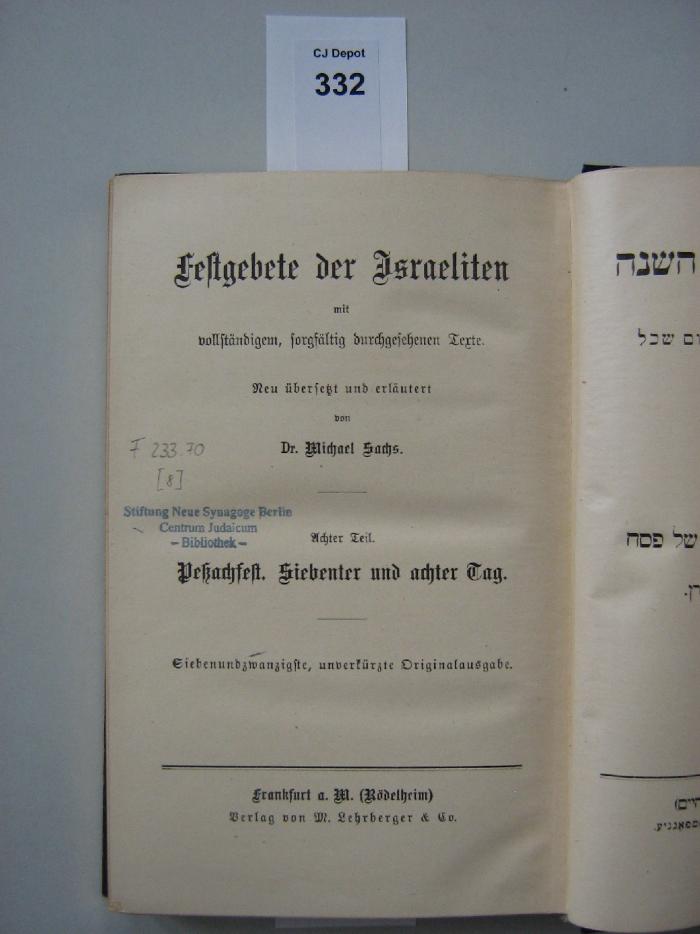 CJ Depot
332
Festgebete der Israeliten
mit
vollständigem, sorgfältig durchgesehenen Texte.
Neu übersetzt und erläutert
von
Dr. Michael Sachs.
F 233.70
[8]
Stiftung Neue Synagoge Berlin
Centrum Judaicum
– Bibliothek –
Achter Teil.
Peßachfest. Siebenter und achter Tag.
Siebenundzwanzigste, unverkürzte Originalausgabe.
Frankfurt a. M. (Rödelheim)
Verlag von M. Lehrberger & Co.
השנה
ום שכל
של פסח